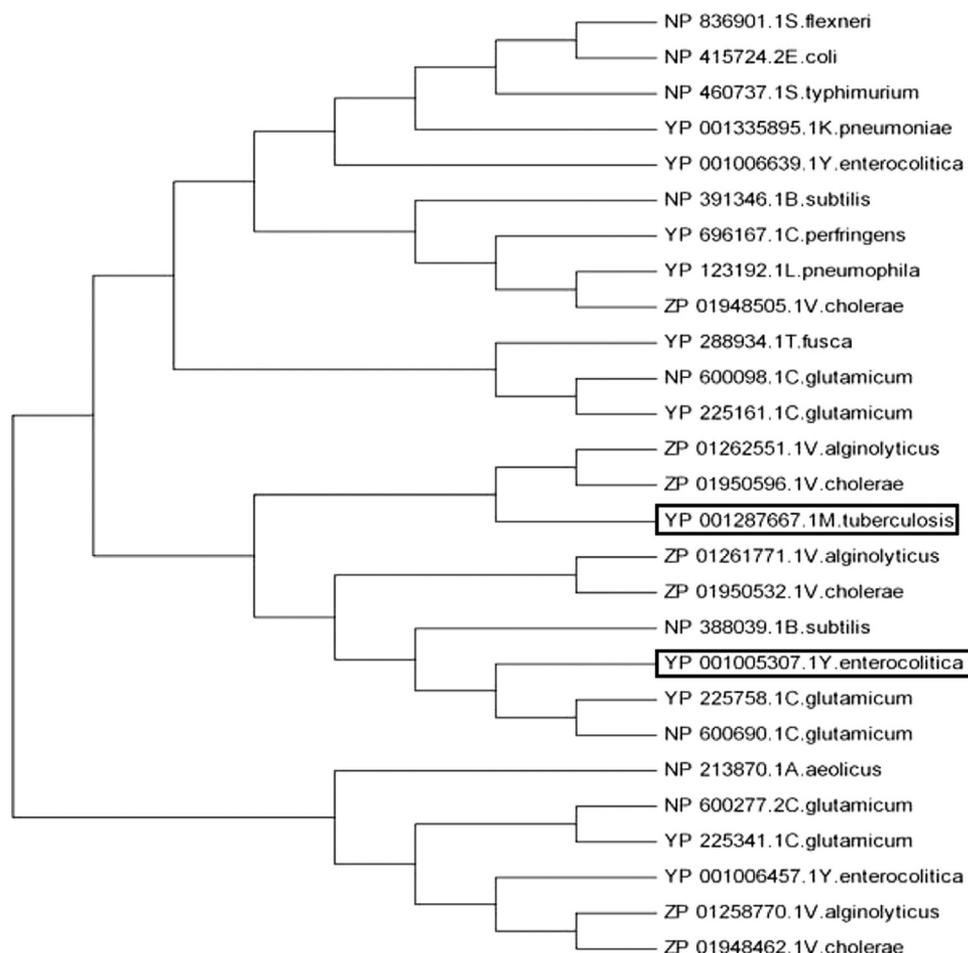 NP 836901.1S.flexneri
NP 415724.2E.coli
NP 460737.1S.typhimurium
YP 001335895.1K.pneumoniae
YP 001006639.1Y.enterocolitica
NP 391346.1B.subtilis
YP 696167.1C.perfringens
YP 123192.1L.pneumophila
ZP 01948505.1V.cholerae
YP 288934.1T.fusca
NP 600098.1C.glutamicum
YP 225161.1C.glutamicum
ZP 01262551.1V.alginolyticus
ZP 01950596.1V.cholerae
YP 001287667.1M.tuberculosis
ZP 01261771.1V.alginolyticus
ZP 01950532.1V.cholerae
NP 388039.1B.subtilis
YP 001005307.1Y.enterocolitica
YP 225758.1C.glutamicum
NP 600690.1C.glutamicum
NP 213870.1A.aeolicus
NP 600277.2C.glutamicum
YP 225341.1C.glutamicum
YP 001006457.1Y.enterocolitica
ZP 01258770.1V.alginolyticus
ZP 01948462.1V.cholerae